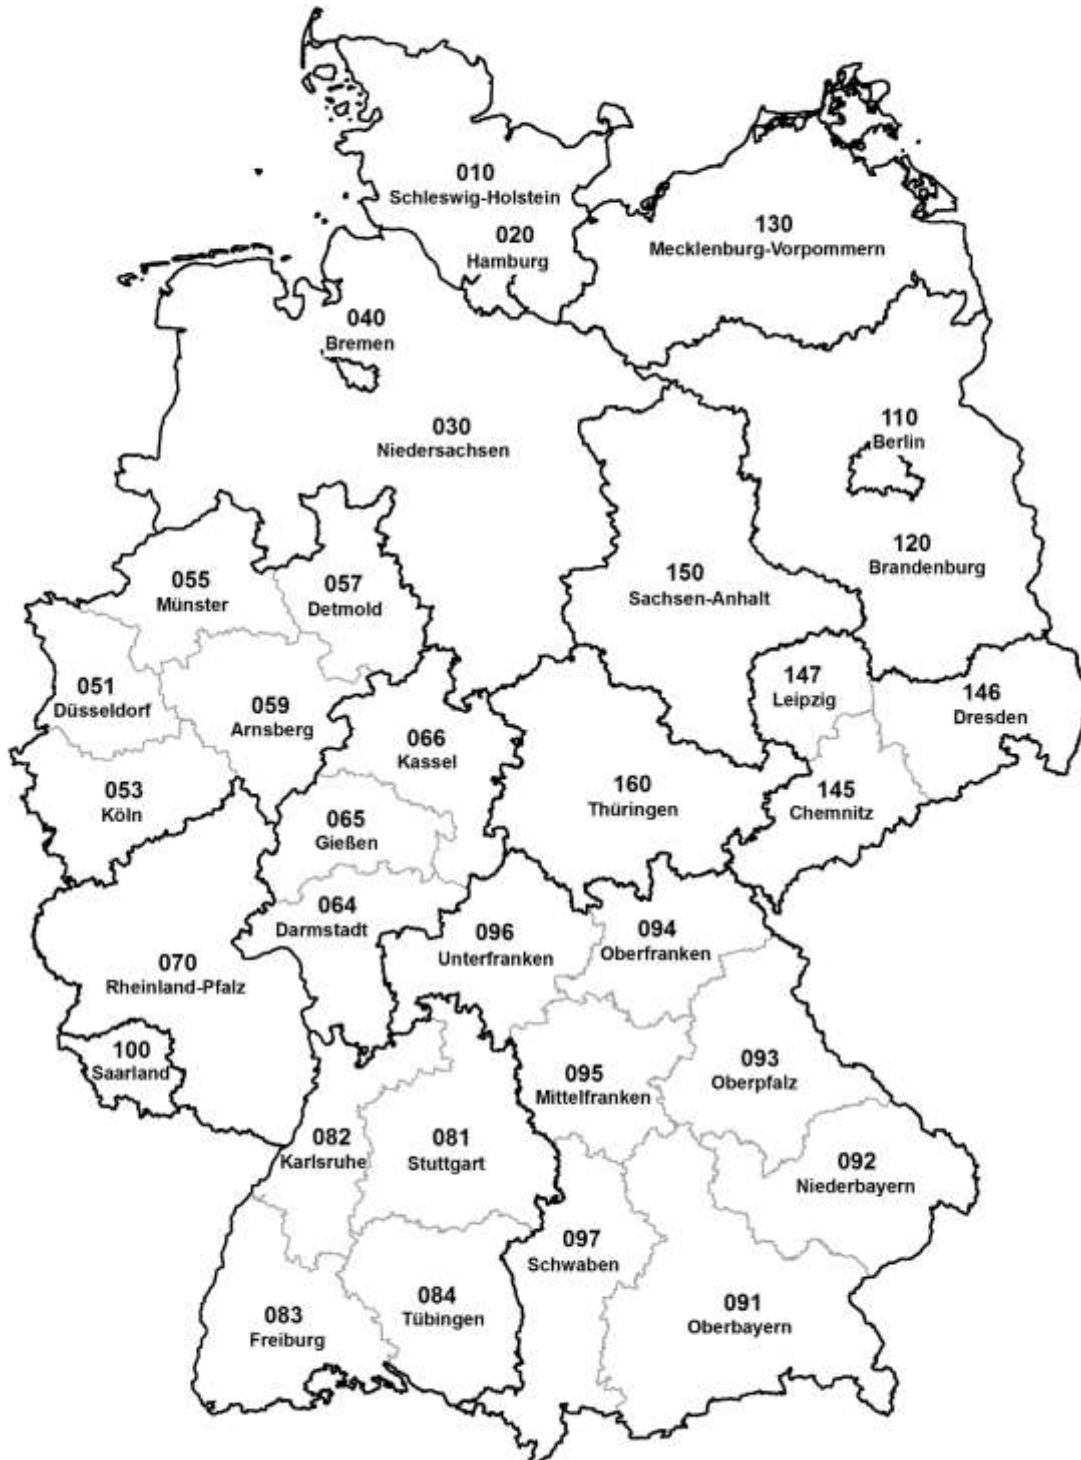 010
Schleswig-Holstein
020
Hamburg
130
Mecklenburg-Vorpommern
040
Bremen
030
Niedersachsen
110
Berlin
120
Brandenburg
150
Sachsen-Anhalt
055
Münster
057
Detmold
051
Düsseldorf
059
Arnsberg
147
Leipzig
146
Dresden
066
Kassel
053
Köln
160
Thüringen
145
Chemnitz
065
Gießen
064
Darmstadt
096
Unterfranken
094
Oberfranken
070
Rheinland-Pfalz
100
Saarland
095
Mittelfranken
093
Oberpfalz
082
Karlsruhe
081
Stuttgart
092
Niederbayern
097
Schwaben
083
Freiburg
084
Tübingen
091
Oberbayern